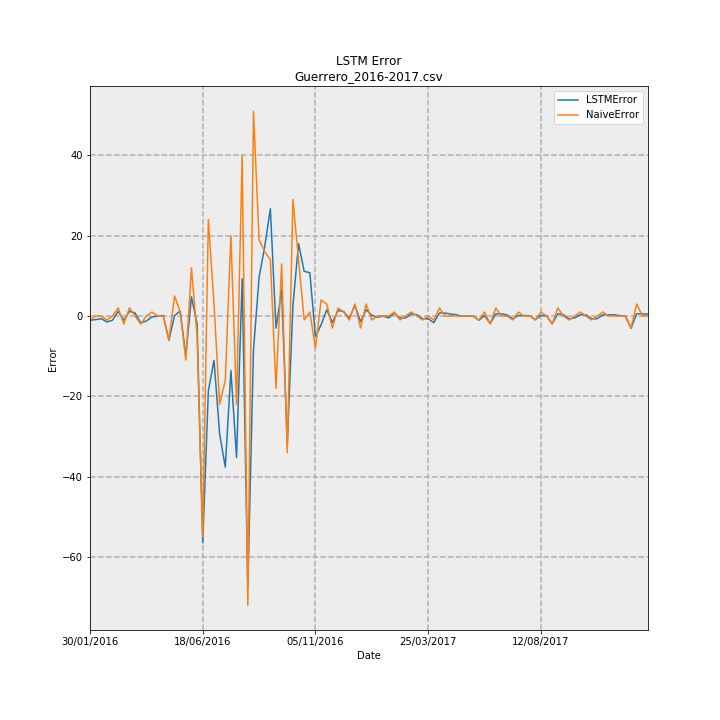 LSTM Error
Guerrero_2016-2017.csv
LSTMError
NaiveError
Error
40
20
0
−20
−40
−60
30/01/2016
18/06/2016
05/11/2016
25/03/2017
12/08/2017
Date